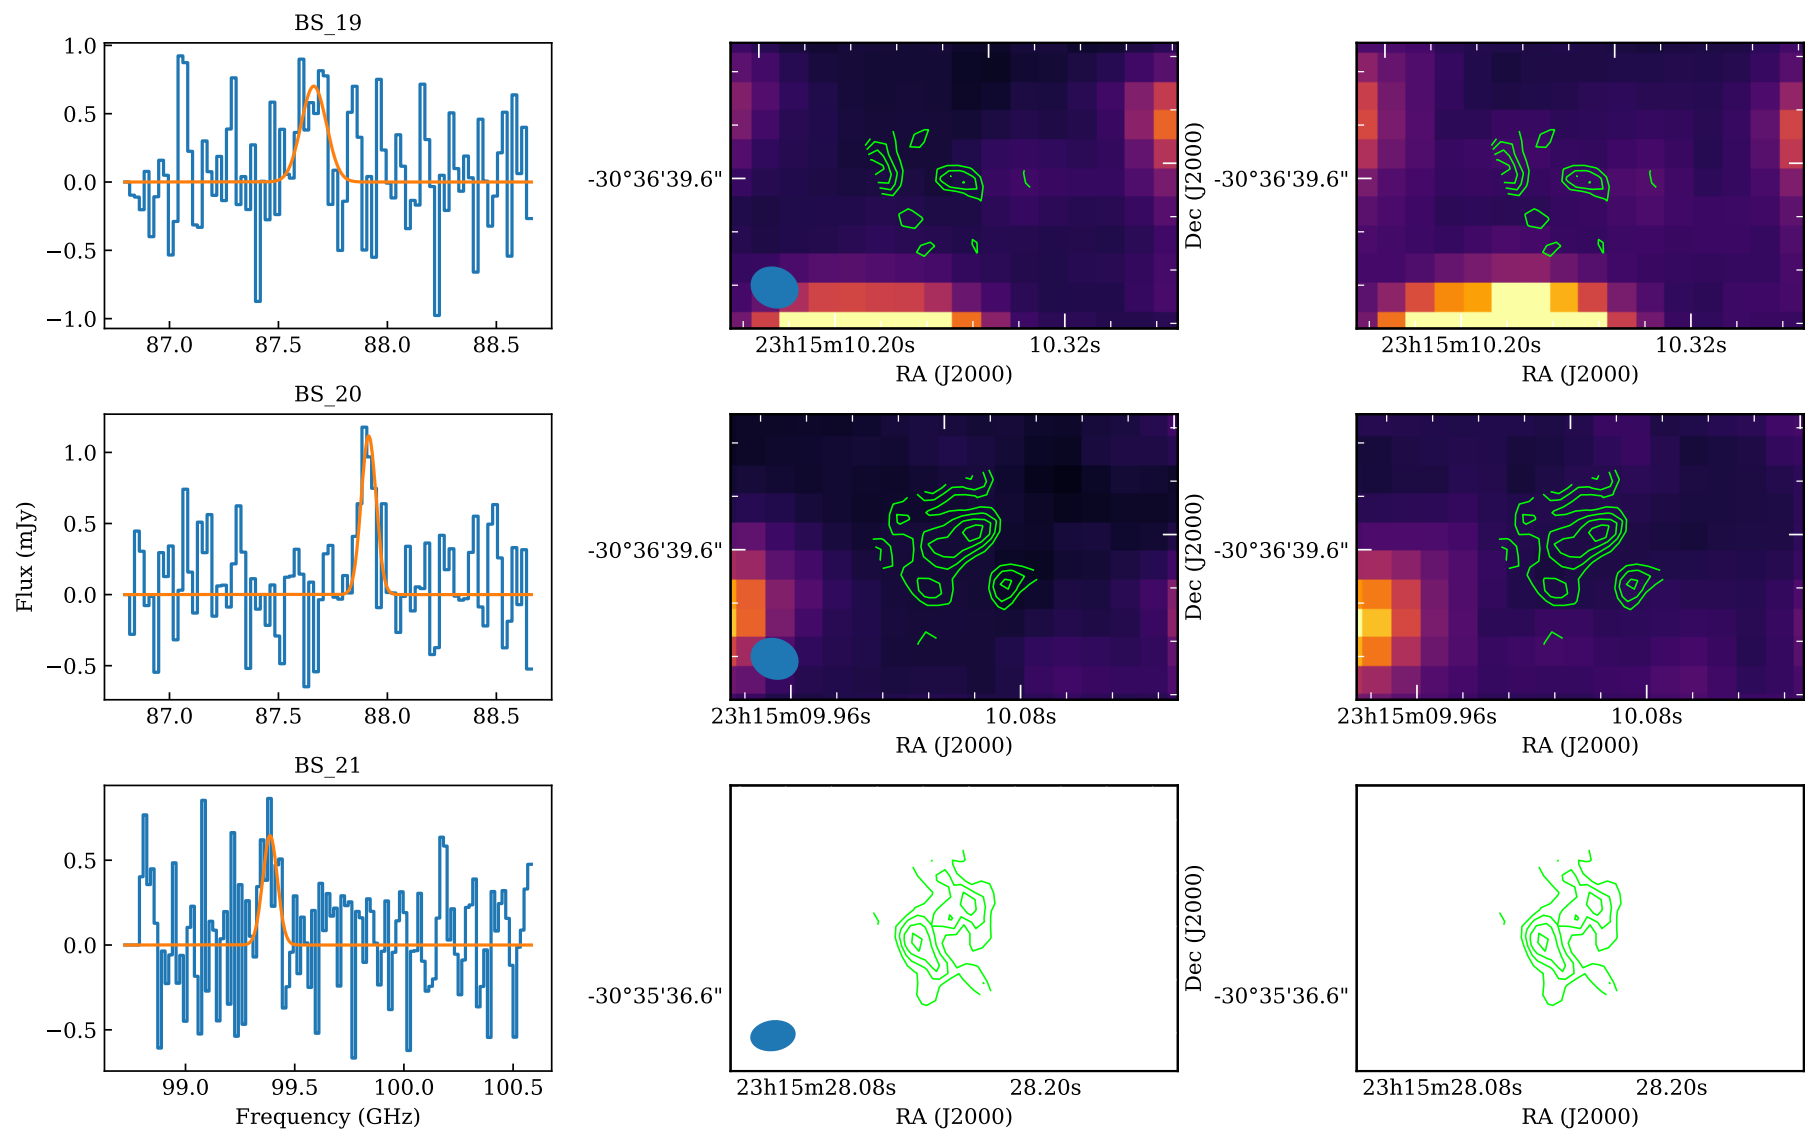 BS_19
1.0
0.5
0.0
−0.5
−1.0
87.0 87.5 88.0 88.5
-30°36'39.6"
23h15m10.20s 10.32s
RA (J2000)
Dec (J2000)
-30°36'39.6"
23h15m10.20s 10.32s
RA (J2000)
BS_20
Flux (mJy)
1.0
0.5
0.0
−0.5
87.0 87.5 88.0 88.5
-30°36'39.6"
23h15m09.96s 10.08s
RA (J2000)
Dec (J2000)
-30°36'39.6"
23h15m09.96s 10.08s
RA (J2000)
BS_21
0.5
0.0
−0.5
99.0 99.5 100.0 100.5
Frequency (GHz)
-30°35'36.6"
23h15m28.08s 28.20s
RA (J2000)
Dec (J2000)
-30°35'36.6"
23h15m28.08s 28.20s
RA (J2000)